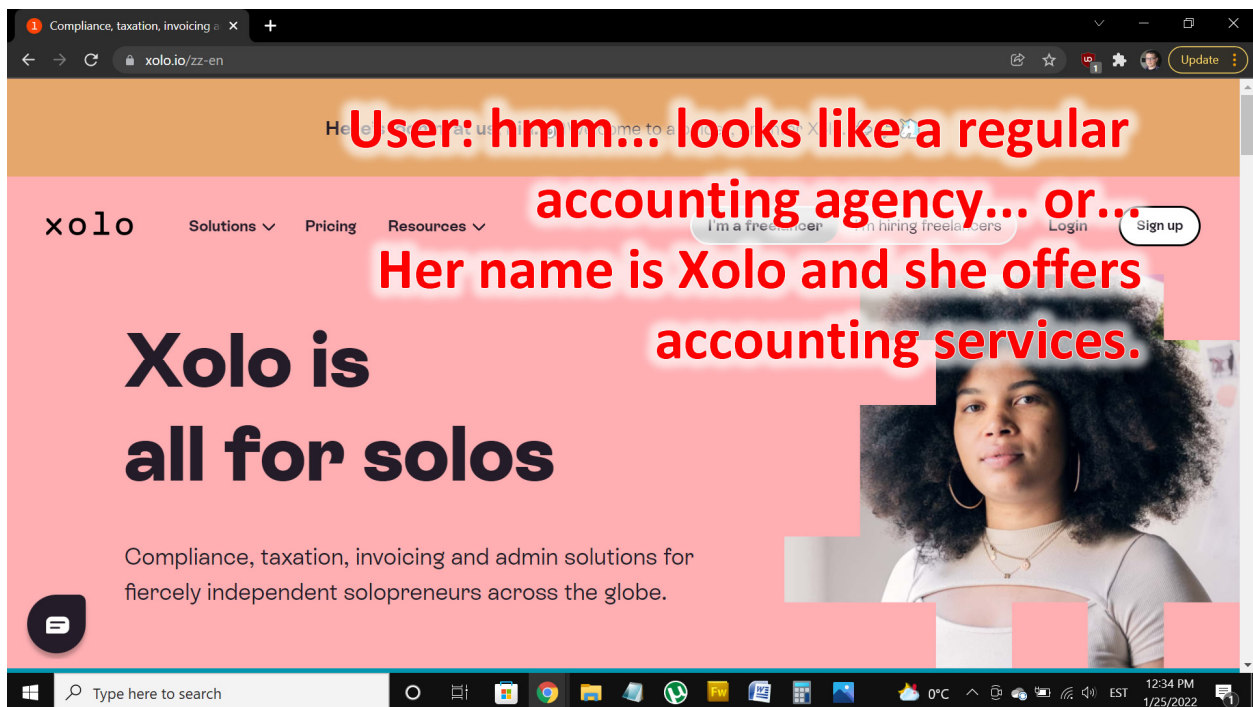 Compliance, taxation, invoicing a
xolo.io/zz-en
Update
User: hmm... looks like a regular
accounting agency... or...
Her name is Xolo and she offers
accounting services.
xolo
Solutions
Pricing
Resources
I'm a freelancer
I'm hiring freelancers
Login
Sign up
Xolo is
all for solos
Compliance, taxation, invoicing and admin solutions for
fiercely independent solopreneurs across the globe.
Type here to search
Fw
0°C
EST
12:34 PM
1/25/2022